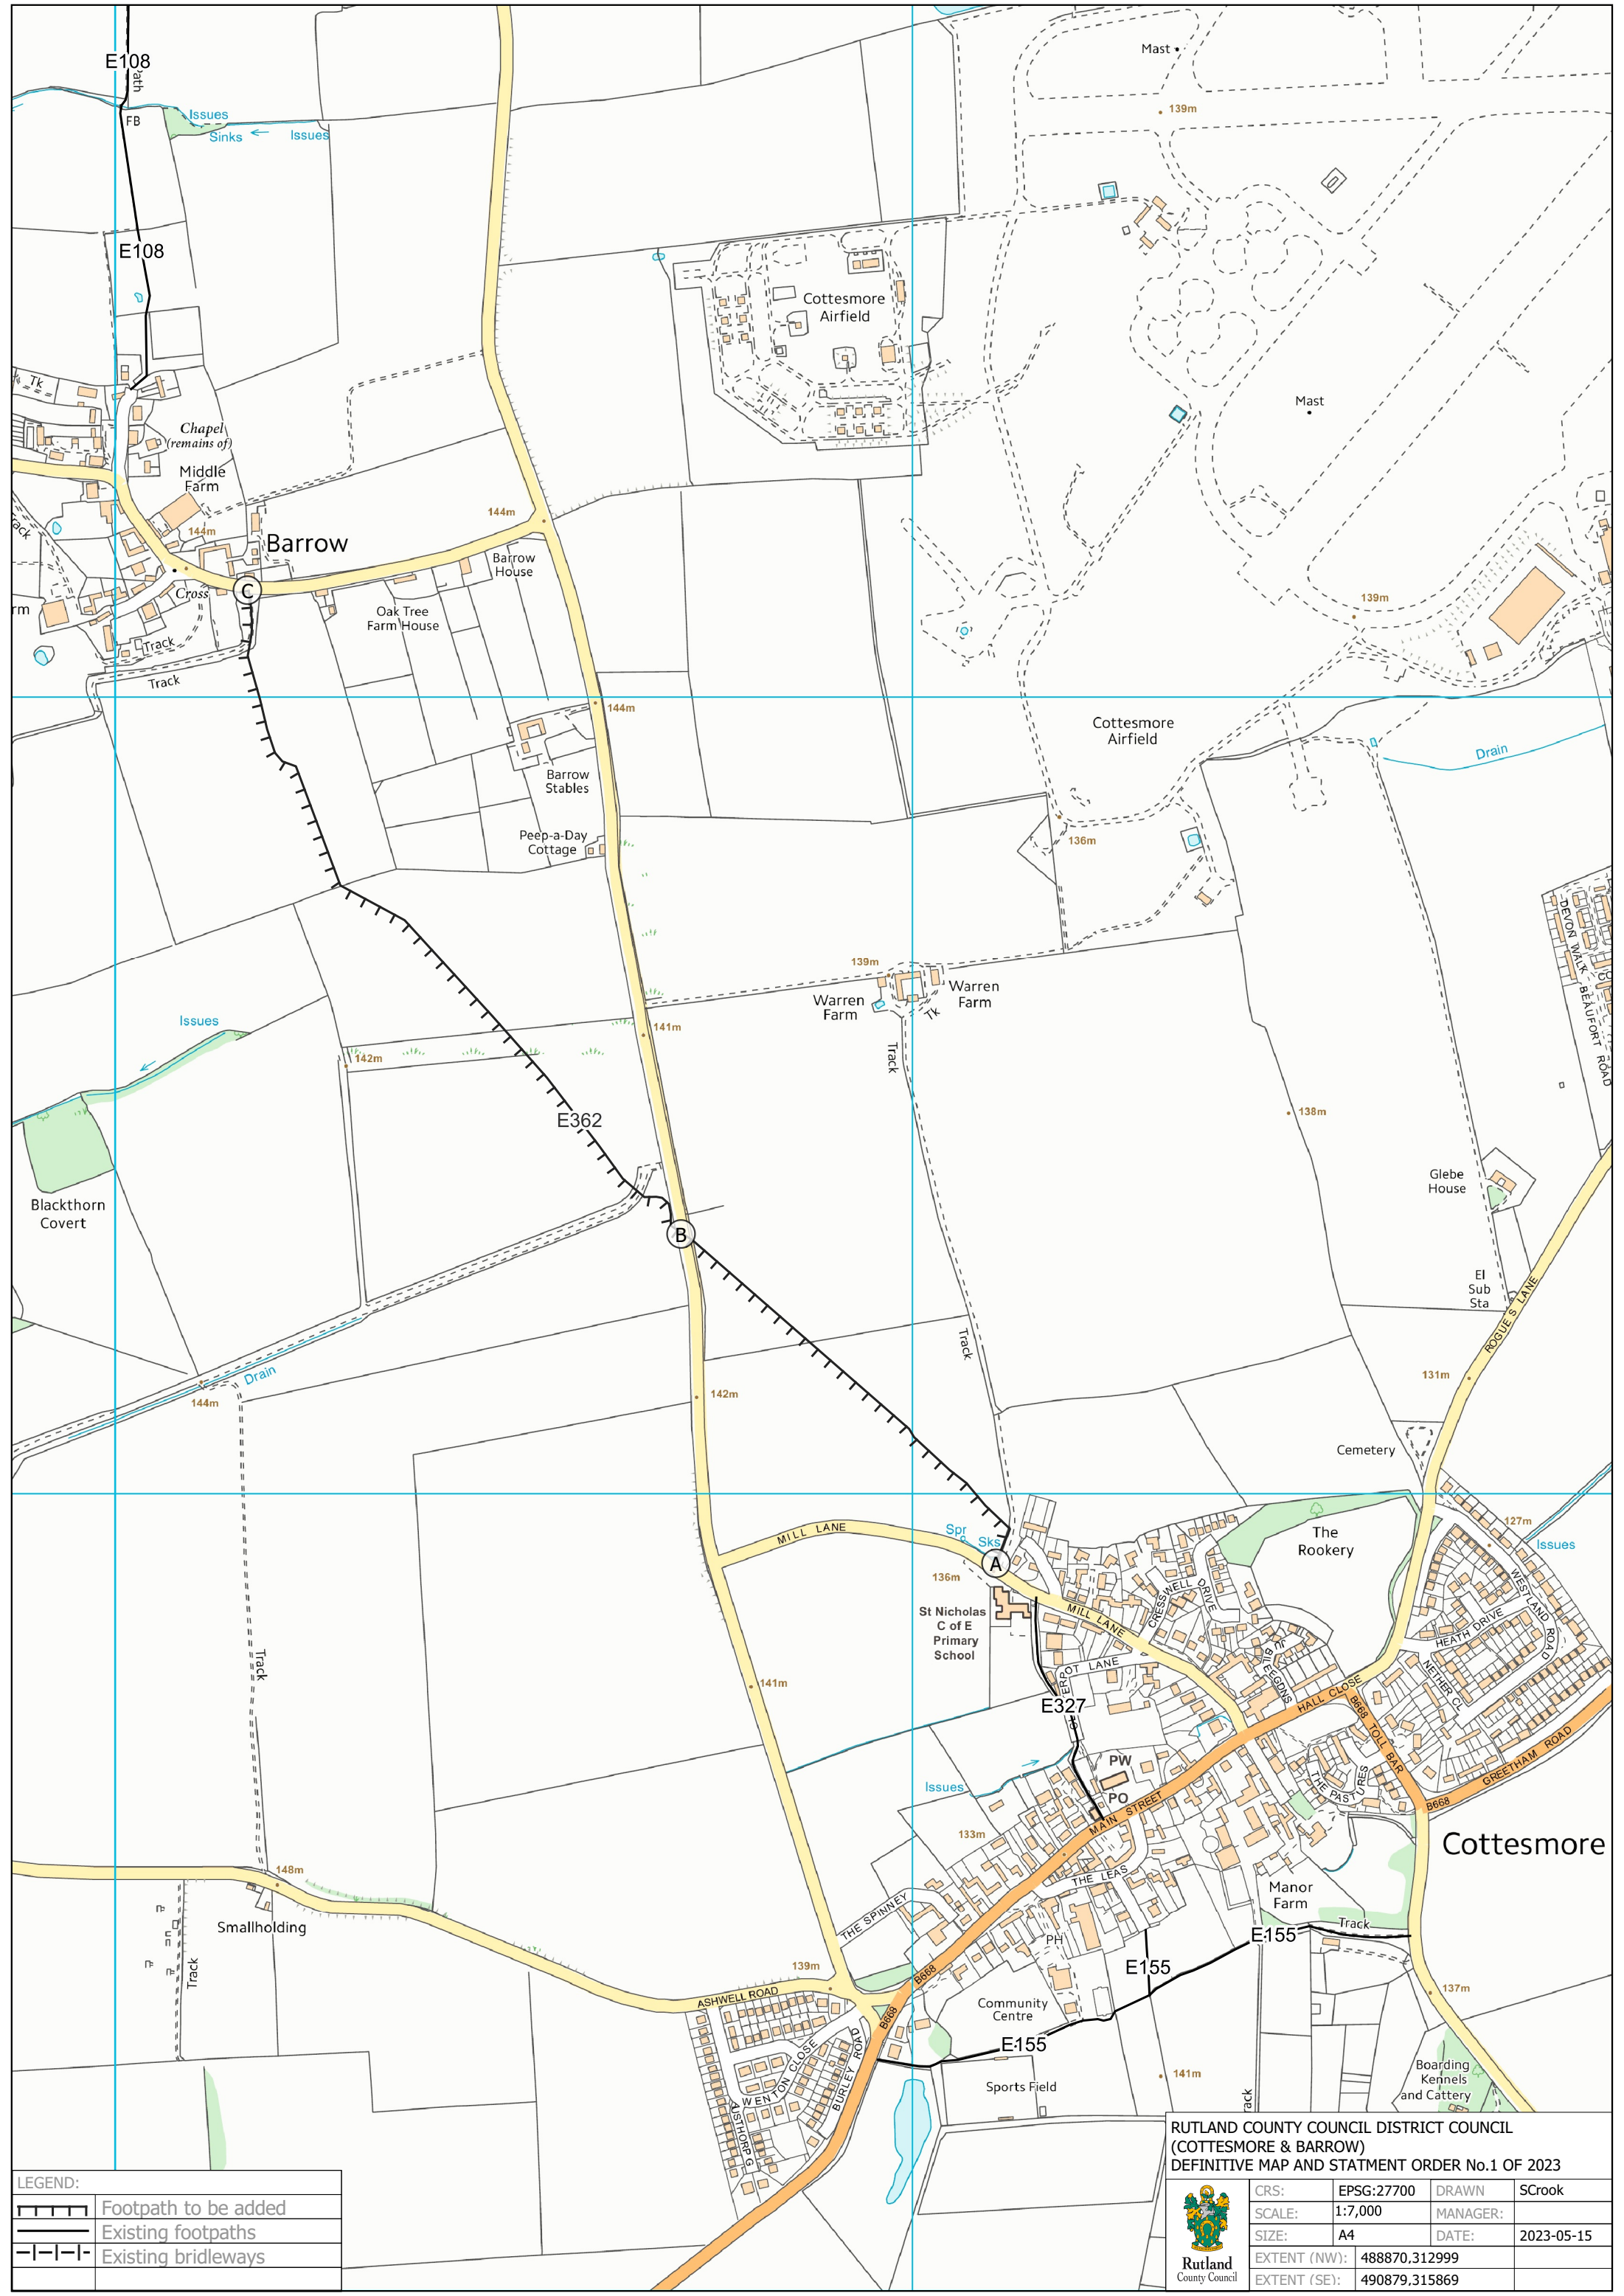 E108
Path
FB
Issues
Sinks
Issues
E108
Mast
139m
Cottesmore
Airfield
Mast
Tk
Chapel
(remains of)
Middle
Farm
144m
Barrow
144m
Barrow
House
Track
C
Cross
Oak Tree
Farm House
rm
Track
Track
139m
144m
Cottesmore
Airfield
Drain
Barrow
Stables
Peep-a-Day
Cottage
136m
DEVON WALK
BEAUFORT ROAD
139m
Warren
Farm
Warren
Farm
Tk
Issues
141m
142m
Track
138m
E362
Blackthorn
Covert
Glebe
House
B
El
Sub
Sta
ROGUES LANE
Track
Drain
144m
142m
131m
Cemetery
MILL LANE
Spr
Sks
A
136m
The
Rookery
127m
Issues
St Nicholas
C of E
Primary
School
MILL LANE
CRESSWELL DRIVE
WESTLAND ROAD
HEATH DRIVE
NETHER CL
JUBILEE GDNS
Track
141m
E327
HALL CLOSE
B668 TOLL BAR
GREETHAM ROAD
B668
PW
PO
Issues
MAIN STREET
THE PASTURES
Cottesmore
133m
THE LEAS
148m
Smallholding
Track
THE SPINNEY
Manor
Farm
Track
PH
E155
E155
B668
139m
ASHWELL ROAD
137m
Community
Centre
B668
E155
WENTON CLOSE
BURLEY ROAD
AUSTHORP G
Sports Field
141m
Boarding
Kennels
and Cattery
rack
RUTLAND COUNTY COUNCIL DISTRICT COUNCIL
(COTTESMORE & BARROW)
DEFINITIVE MAP AND STATMENT ORDER No.1 OF 2023
LEGEND:
Footpath to be added
Existing footpaths
Existing bridleways
Rutland
County Council
CRS: EPSG:27700 DRAWN SCrook
SCALE: 1:7,000 MANAGER:
SIZE: A4 DATE: 2023-05-15
EXTENT (NW): 488870,312999
EXTENT (SE): 490879,315869